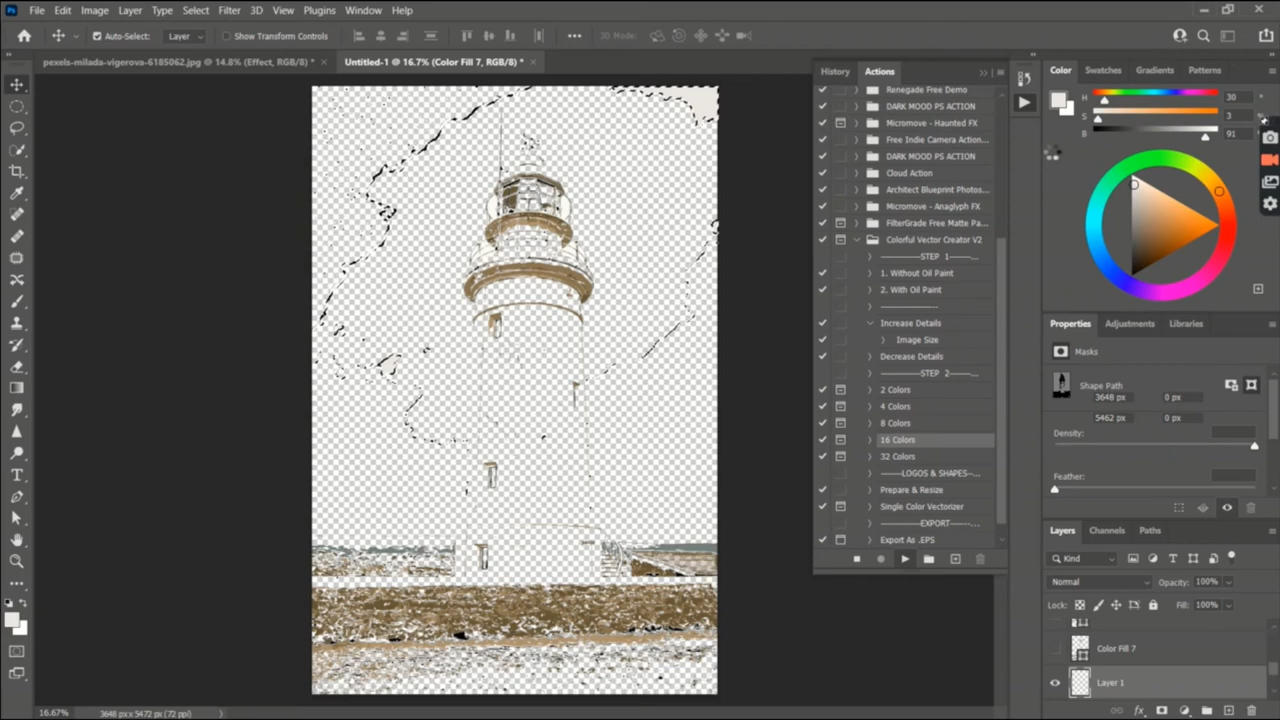 File Edit Image Layer Type Select Filter 3D View Plugins Window Help
Auto-Select: Layer Show Transform Controls 3D Mode:
pexels-milada-vigerova-6185062.jpg @ 14.8% (Effect, RGB/8) * Untitled-1 @ 16.7% (Color Fill 7, RGB/8) *
History Actions
Renegade Free Demo
DARK MOOD PS ACTION
Micromove - Haunted FX
Free Indie Camera Action...
DARK MOOD PS ACTION
Cloud Action
Architect Blueprint Photos...
Micromove - Anaglyph FX
FilterGrade Free Matte Pa...
Colorful Vector Creator V2
STEP 1
1. Without Oil Paint
2. With Oil Paint
Increase Details
Image Size
Decrease Details
STEP 2
2 Colors
4 Colors
8 Colors
16 Colors
32 Colors
LOGOS & SHAPES
Prepare & Resize
Single Color Vectorizer
EXPORT
Export As .EPS
Color Swatches Gradients Patterns
H 30 °
S 3 %
B 91
Properties Adjustments Libraries
Masks
Shape Path
3648 px 0 px
5462 px 0 px
Density:
Feather:
Layers Channels Paths
Kind
Normal Opacity: 100%
Lock: Fill: 100%
Color Fill 7
Layer 1
16.67% 3648 px x 5472 px (72 ppi)